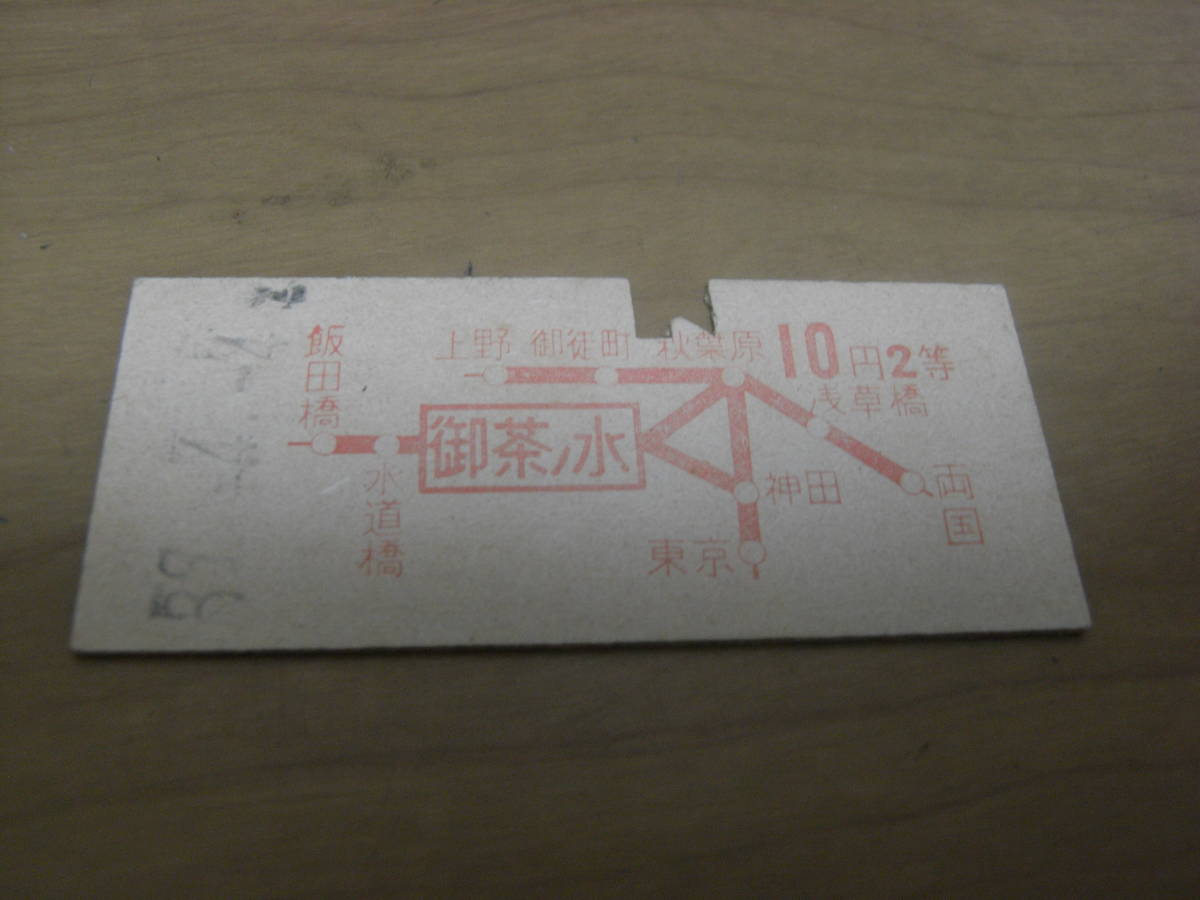 上野 御徒町 秋葉原 10円2等
飯田橋
浅草橋
御茶ノ水
水道橋
神田
両国
東京